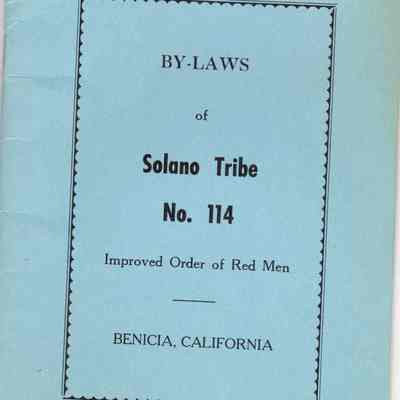 BY-LAWS
of
Solano Tribe
No. 114
Improved Order of Red Men
BENICIA, CALIFORNIA